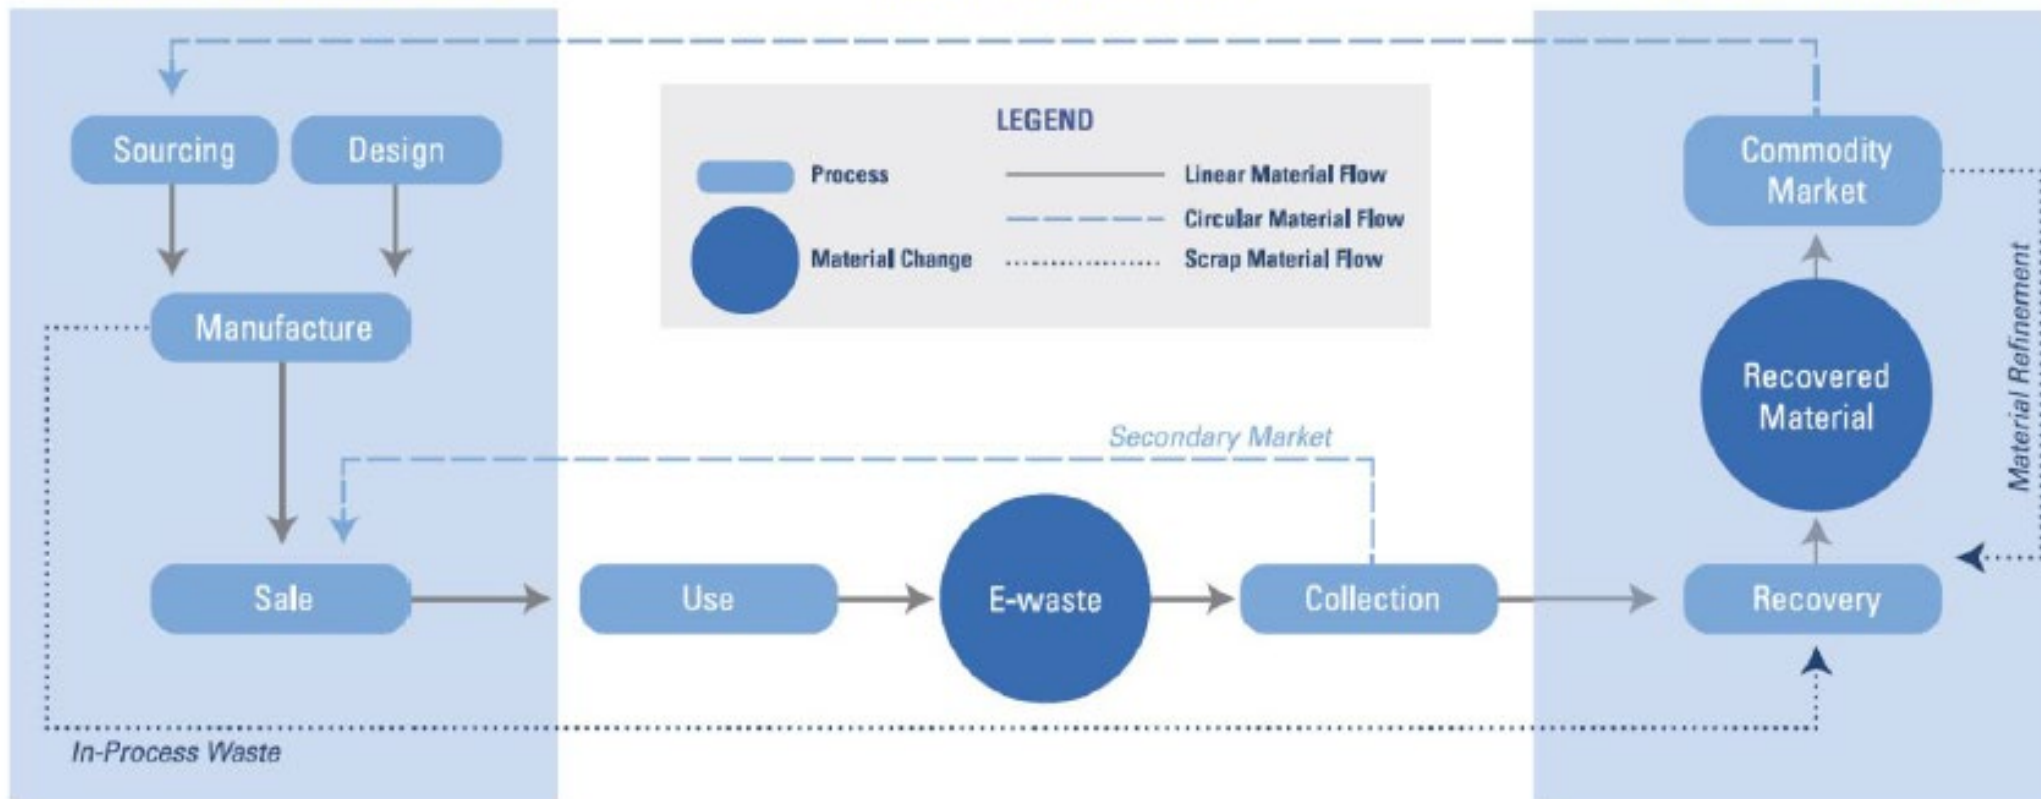 Sourcing
Design
Manufacture
Sale
In-Process Waste
LEGEND
Process
Linear Material Flow
Circular Material Flow
Material Change
Scrap Material Flow
Secondary Market
Use
E-waste
Collection
Commodity
Market
Recovered
Material
Recovery
Material Refinement